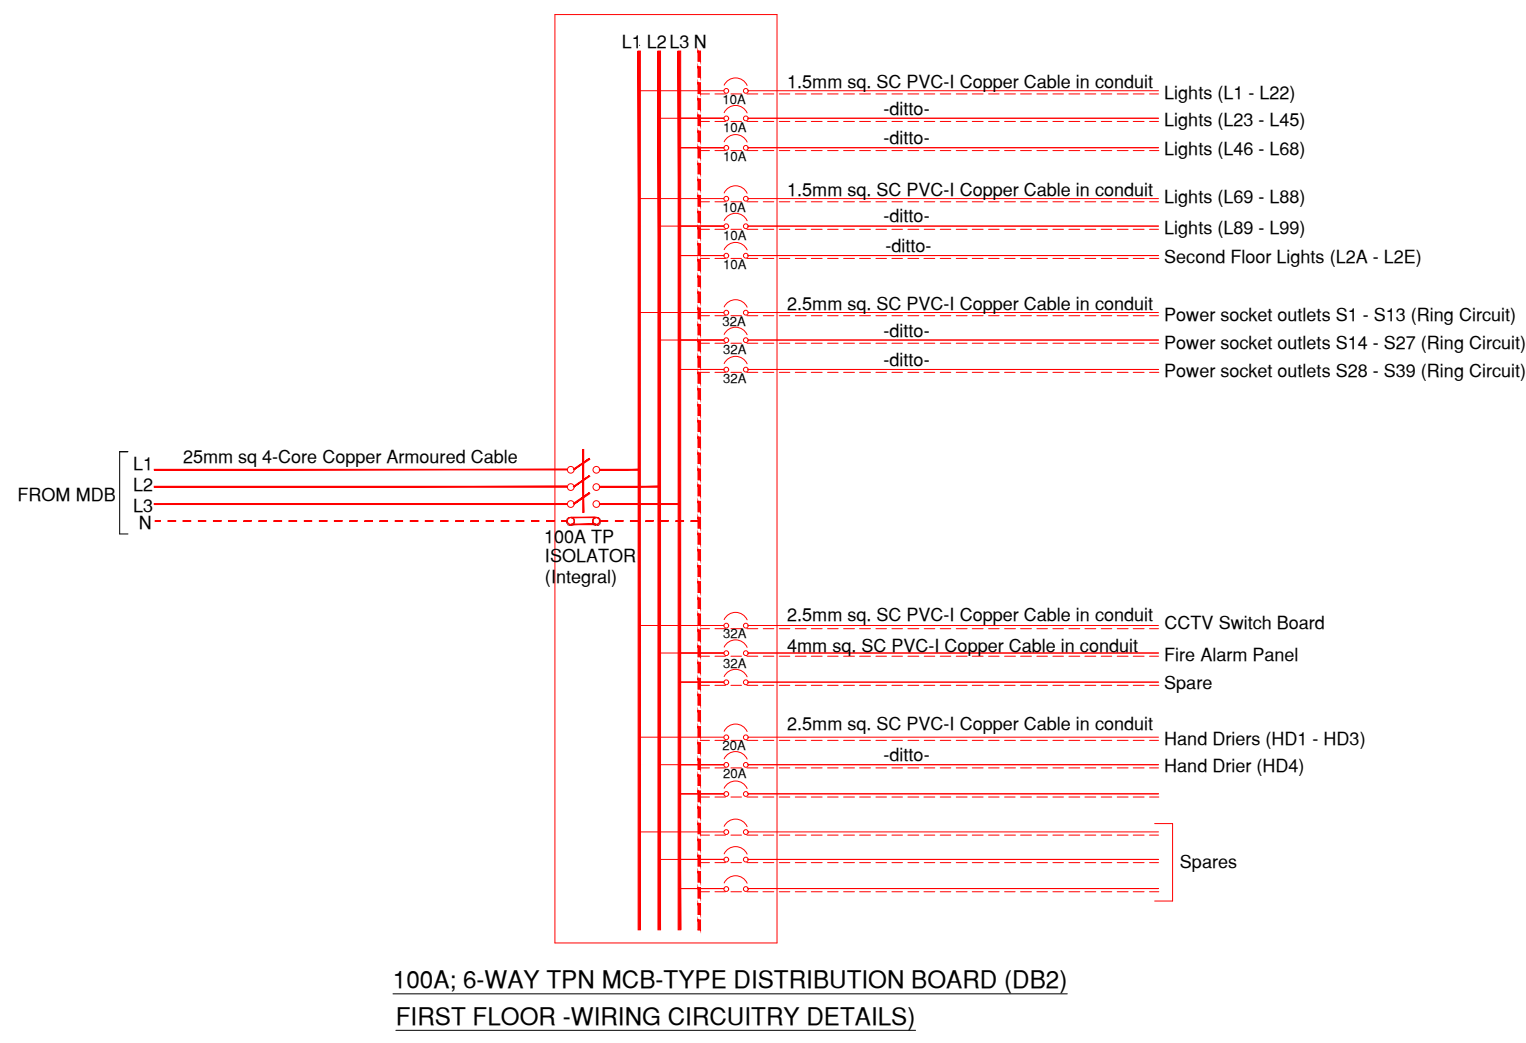 L1 L2 L3 N
1.5mm sq. SC PVC-I Copper Cable in conduit
10A
Lights (L1 - L22)
-ditto-
10A
Lights (L23 - L45)
-ditto-
10A
Lights (L46 - L68)
1.5mm sq. SC PVC-I Copper Cable in conduit
10A
Lights (L69 - L88)
-ditto-
10A
Lights (L89 - L99)
-ditto-
10A
Second Floor Lights (L2A - L2E)
2.5mm sq. SC PVC-I Copper Cable in conduit
32A
Power socket outlets S1 - S13 (Ring Circuit)
-ditto-
32A
Power socket outlets S14 - S27 (Ring Circuit)
-ditto-
32A
Power socket outlets S28 - S39 (Ring Circuit)
FROM MDB
L1
L2
L3
N
25mm sq 4-Core Copper Armoured Cable
100A TP
ISOLATOR
(Integral)
2.5mm sq. SC PVC-I Copper Cable in conduit
32A
CCTV Switch Board
4mm sq. SC PVC-I Copper Cable in conduit
32A
Fire Alarm Panel
Spare
2.5mm sq. SC PVC-I Copper Cable in conduit
20A
Hand Driers (HD1 - HD3)
-ditto-
20A
Hand Drier (HD4)
Spares
100A; 6-WAY TPN MCB-TYPE DISTRIBUTION BOARD (DB2)
FIRST FLOOR -WIRING CIRCUITRY DETAILS)